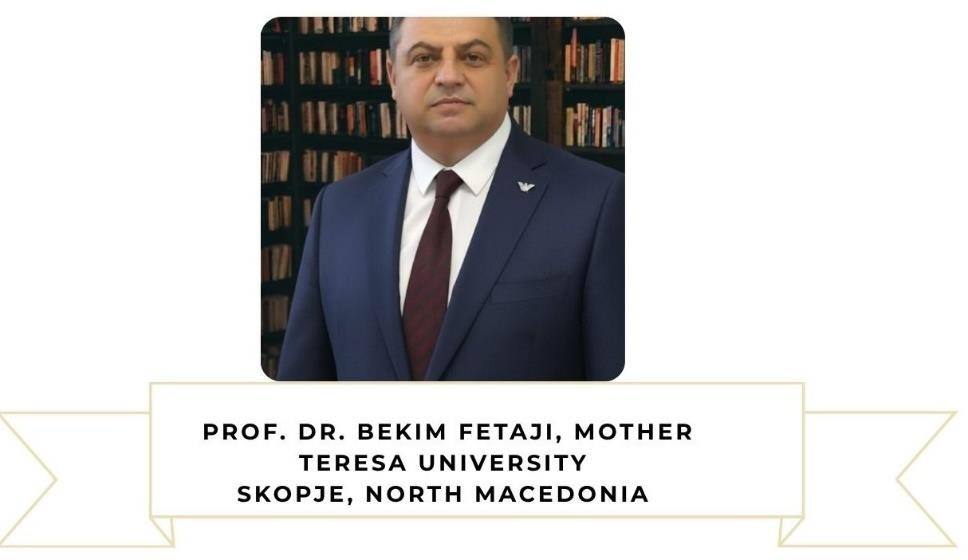 PROF. DR. BEKIM FETAJI, MOTHER
TERESA UNIVERSITY
SKOPJE, NORTH MACEDONIA